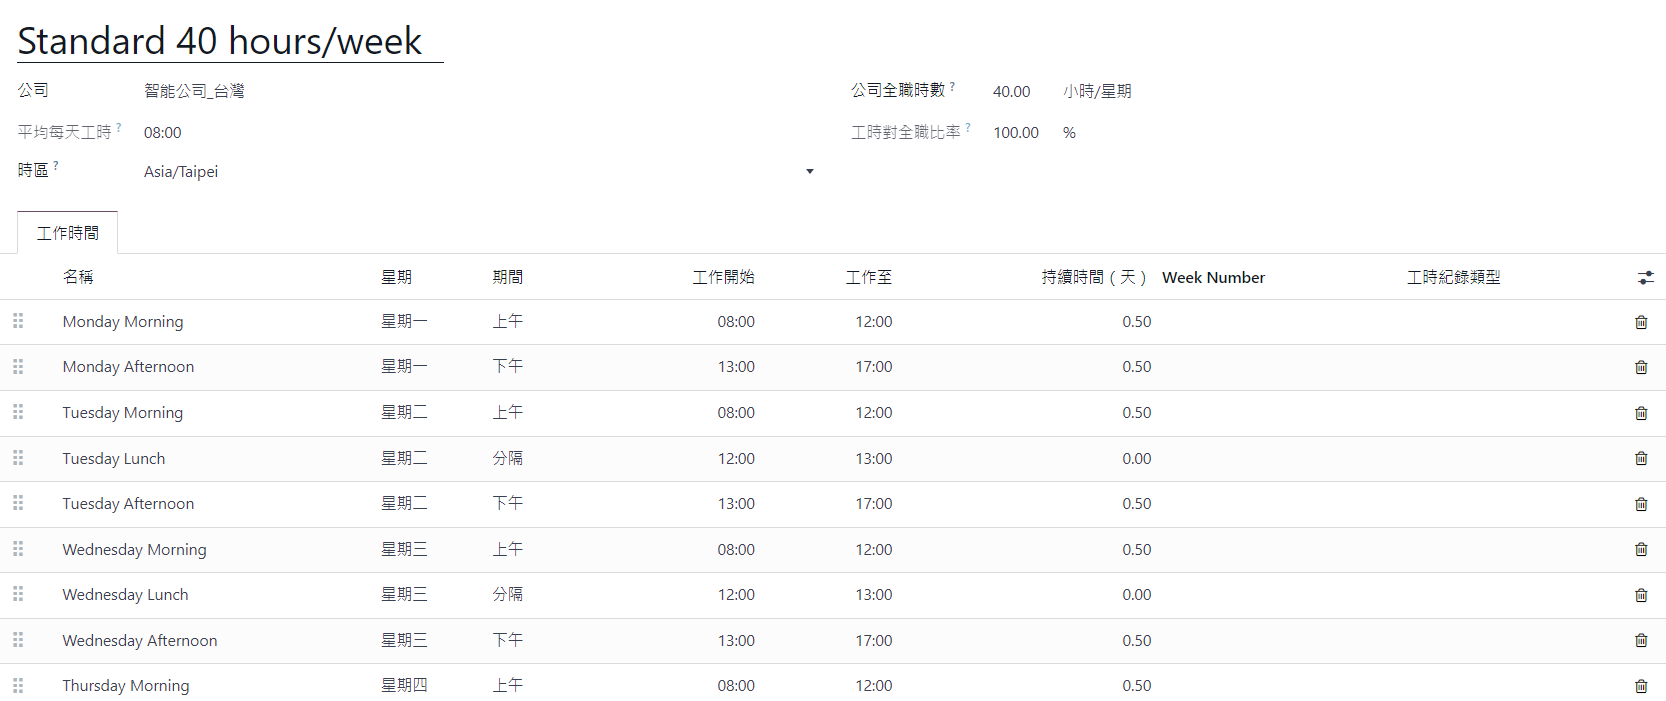 Standard 40 hours/week
公司 智能公司_台灣 公司全職時數 ? 40.00 小時/星期
平均每天工時 ? 08:00 工時對全職比率 ? 100.00 %
時區 ? Asia/Taipei
工作時間
名稱 星期 期間 工作開始 工作至 持續時間（天） Week Number 工時紀錄類型
Monday Morning 星期一 上午 08:00 12:00 0.50
Monday Afternoon 星期一 下午 13:00 17:00 0.50
Tuesday Morning 星期二 上午 08:00 12:00 0.50
Tuesday Lunch 星期二 分隔 12:00 13:00 0.00
Tuesday Afternoon 星期二 下午 13:00 17:00 0.50
Wednesday Morning 星期三 上午 08:00 12:00 0.50
Wednesday Lunch 星期三 分隔 12:00 13:00 0.00
Wednesday Afternoon 星期三 下午 13:00 17:00 0.50
Thursday Morning 星期四 上午 08:00 12:00 0.50